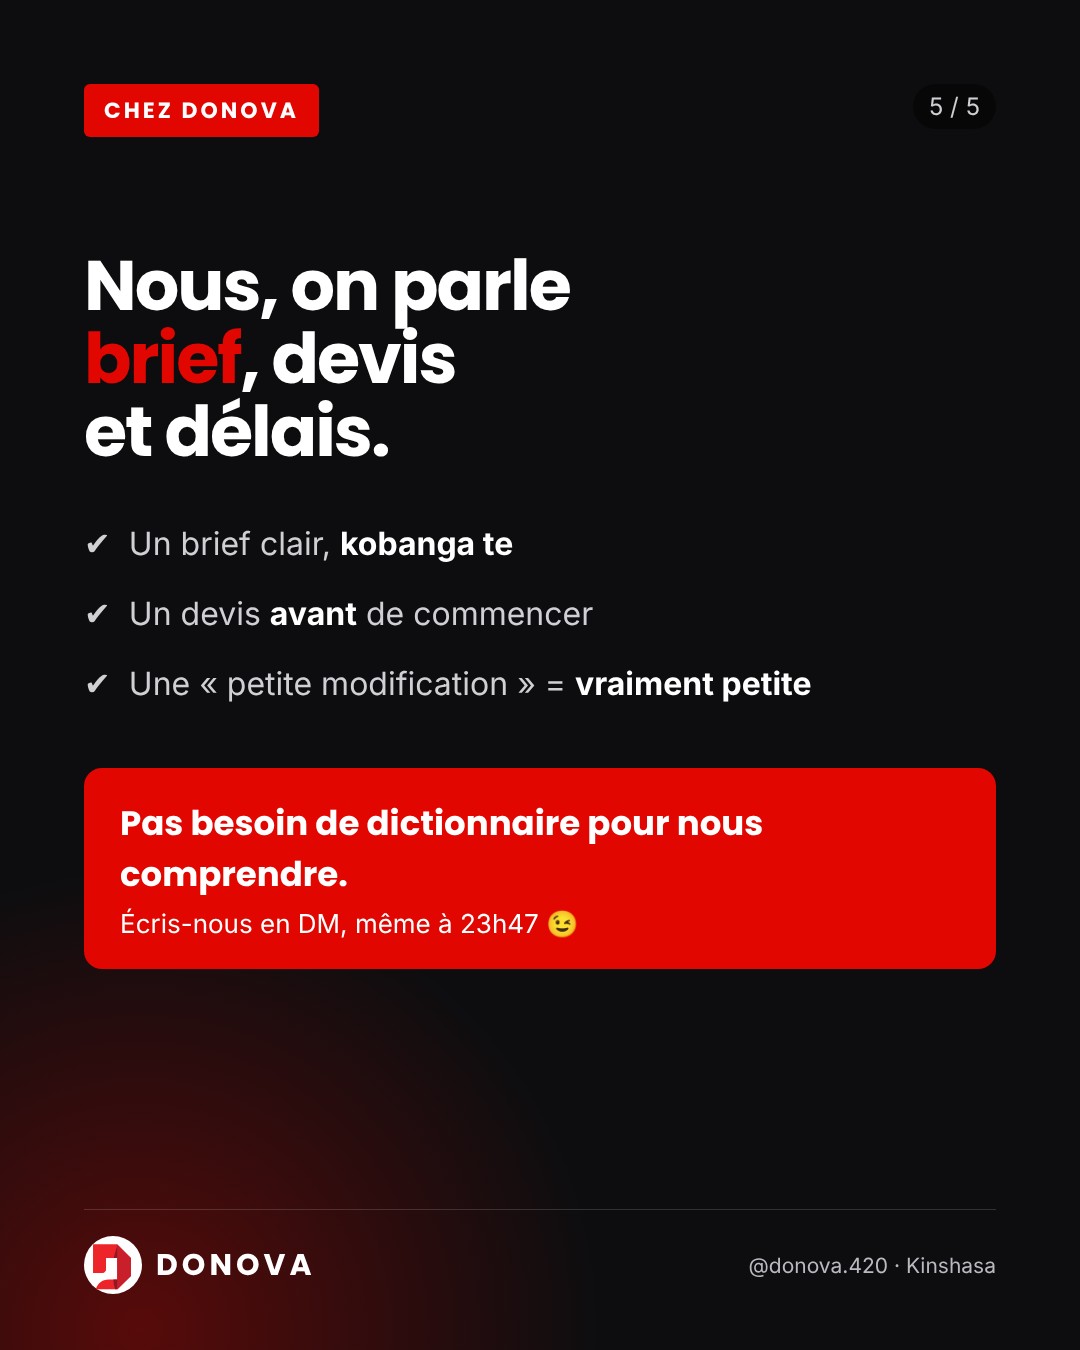 CHEZ DONOVA
5 / 5
Nous, on parle
brief, devis
et délais.
✔ Un brief clair, kobanga te
✔ Un devis avant de commencer
✔ Une « petite modification » = vraiment petite
Pas besoin de dictionnaire pour nous
comprendre.
Écris-nous en DM, même à 23h47 😉
DONOVA
@donova.420 · Kinshasa